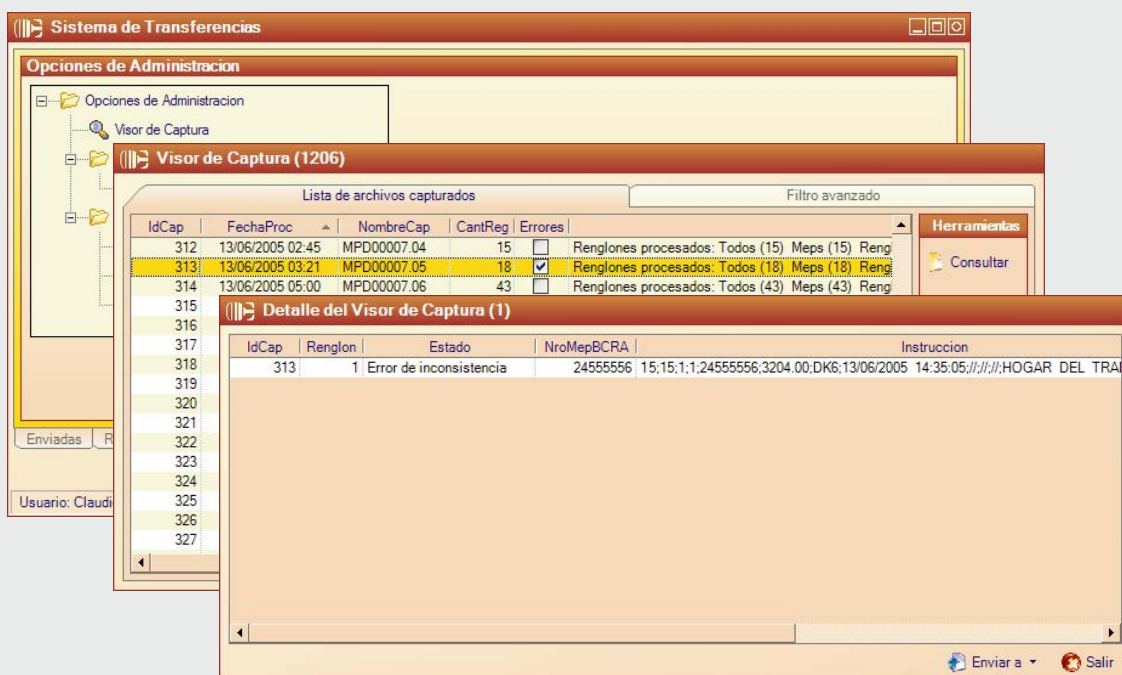 Sistema de Transferencias
Opciones de Administracion
Opciones de Administracion
Visor de Captura
Visor de Captura (1206)
Lista de archivos capturados Filtro avanzado
IdCap FechaProc NombreCap CantReg Errores Herramientas
312 13/06/2005 02:45 MPD00007.04 15 Renglones procesados: Todos (15) Meps (15) Rengl
313 13/06/2005 03:21 MPD00007.05 18 Renglones procesados: Todos (18) Meps (18) Rengl
Consultar
314 13/06/2005 05:00 MPD00007.06 43 Renglones procesados: Todos (43) Meps (43) Rengl
315
316
317
318
319
320
321
322
323
324
325
326
327
Detalle del Visor de Captura (1)
IdCap Renglon Estado NroMepBCRA Instruccion
313 1 Error de inconsistencia 24555556 15;15;1;1;24555556;3204.00;DK6;13/06/2005 14:35:05;//;//;//;HOGAR DEL
Enviar a Salir
Enviadas R
Usuario: Claudi